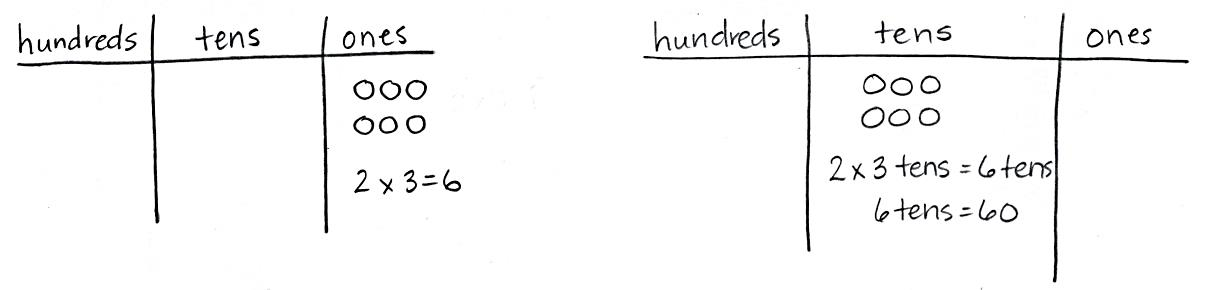 hundreds tens ones
2 x 3 = 6
hundreds tens ones
2 x 3 tens = 6 tens
6 tens = 60